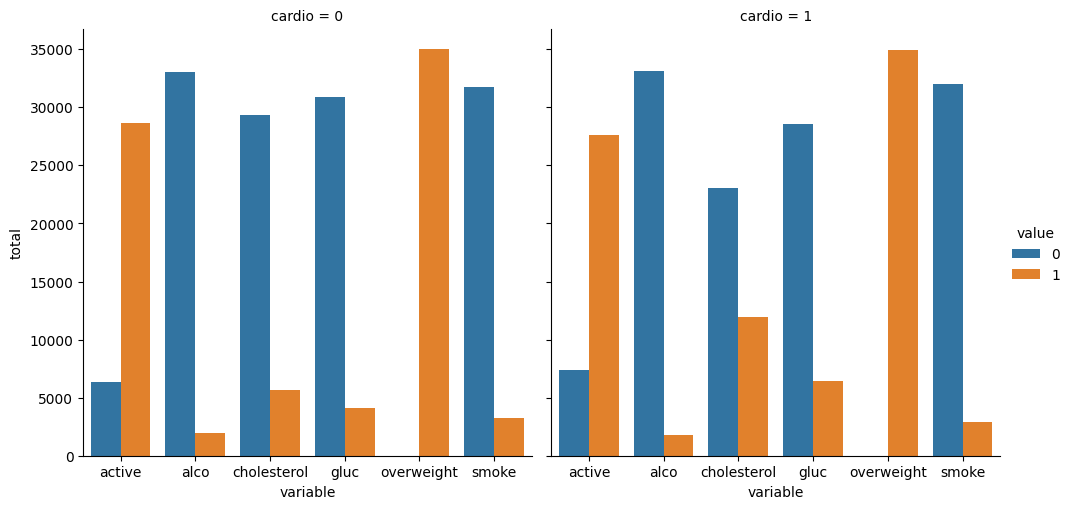 cardio = 0
cardio = 1
35000
30000
25000
20000
15000
10000
5000
0
total
active alco cholesterol gluc overweight smoke
variable
active alco cholesterol gluc overweight smoke
variable
value
0
1